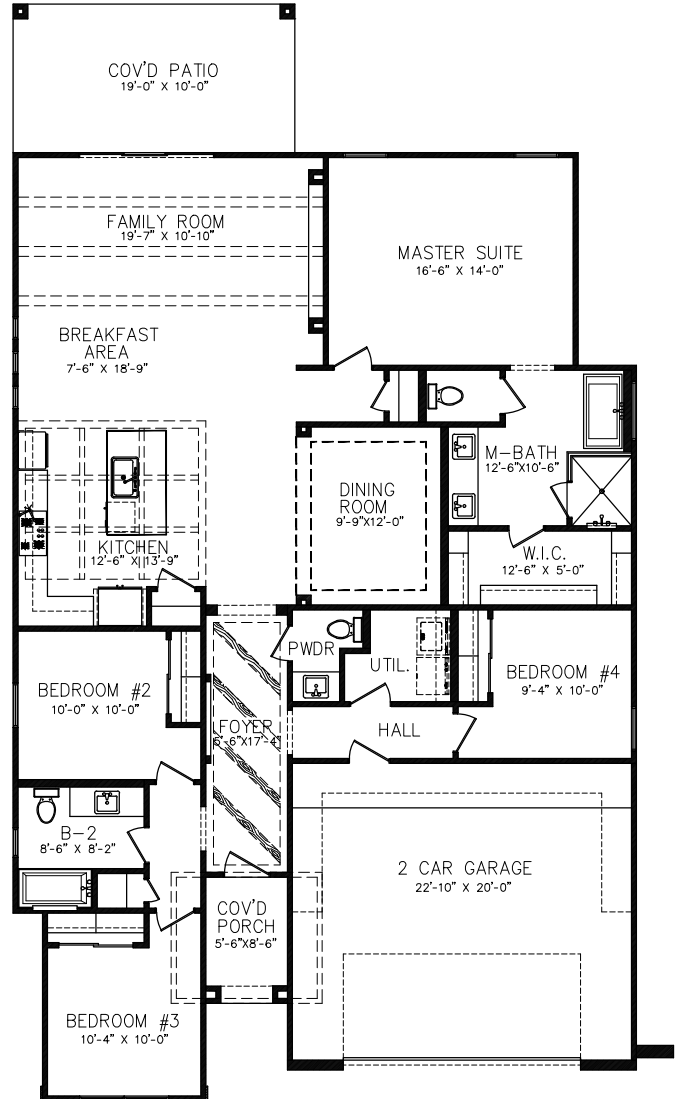 COV'D PATIO
19'-0" X 10'-0"
FAMILY ROOM
19'-7" X 10'-10"
MASTER SUITE
16'-6" X 14'-0"
BREAKFAST
AREA
7'-6" X 18'-9"
M-BATH
12'-6"X10'-6"
DINING
ROOM
9'-9"X12'-0"
KITCHEN
12'-6" X 13'-9"
W.I.C.
12'-6" X 5'-0"
PWDR
UTIL.
BEDROOM #4
9'-4" X 10'-0"
BEDROOM #2
10'-0" X 10'-0"
FOYER
5'-6"X17'-4"
HALL
B-2
8'-6" X 8'-2"
2 CAR GARAGE
22'-10" X 20'-0"
COV'D
PORCH
5'-6"X8'-6"
BEDROOM #3
10'-4" X 10'-0"